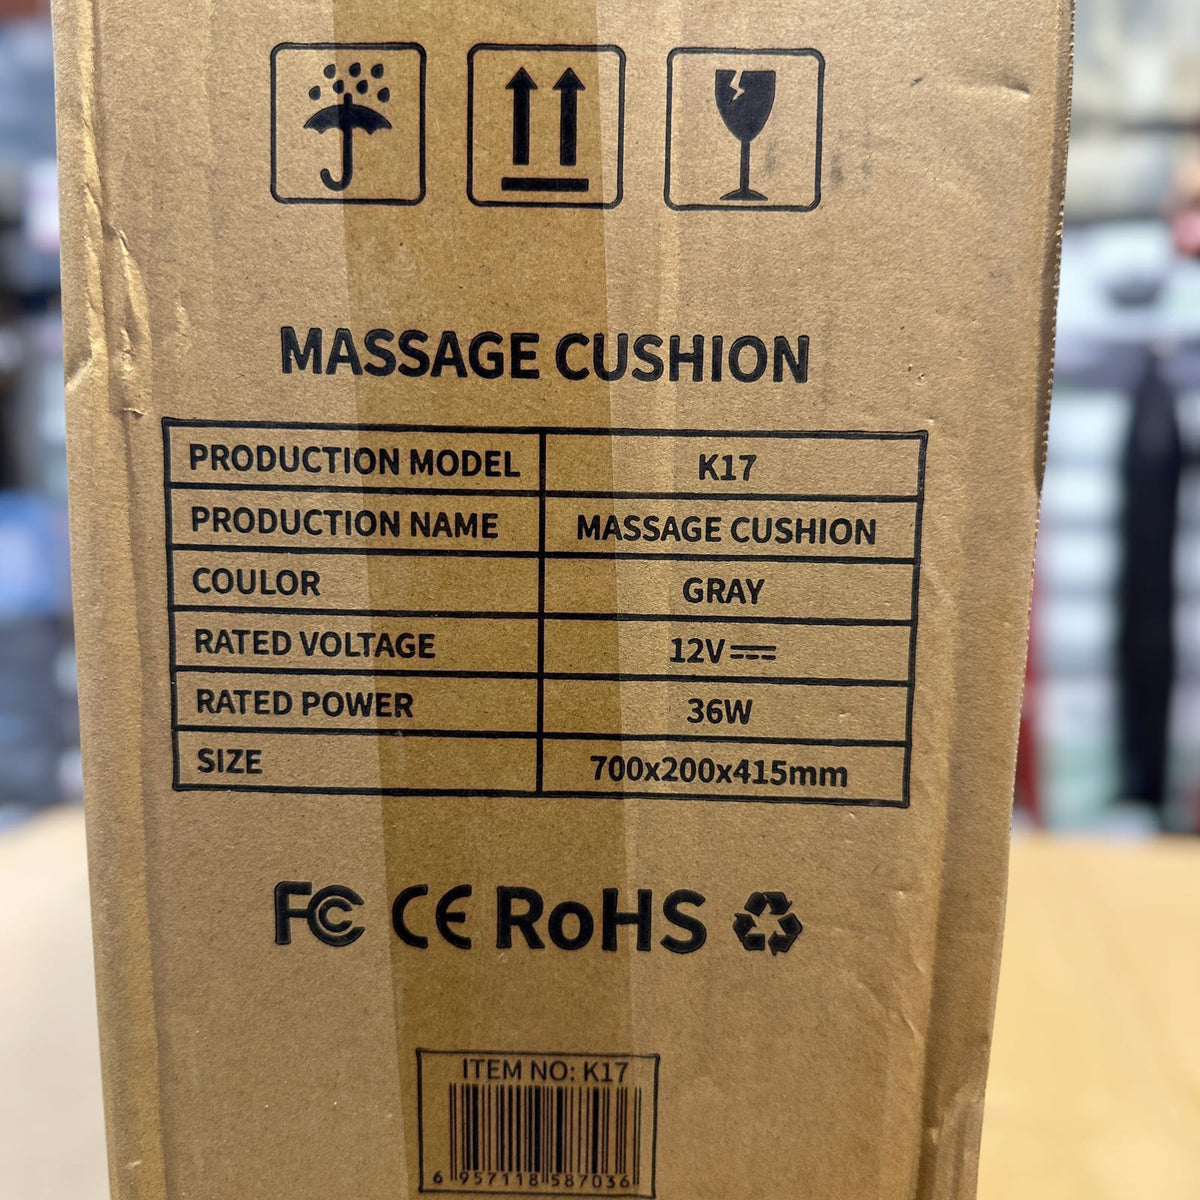 MASSAGE CUSHION
PRODUCTION MODEL K17
PRODUCTION NAME MASSAGE CUSHION
COULOR GRAY
RATED VOLTAGE 12V
RATED POWER 36W
SIZE 700x200x415mm
FC CE RoHS
ITEM NO: K17
6 957118 587036